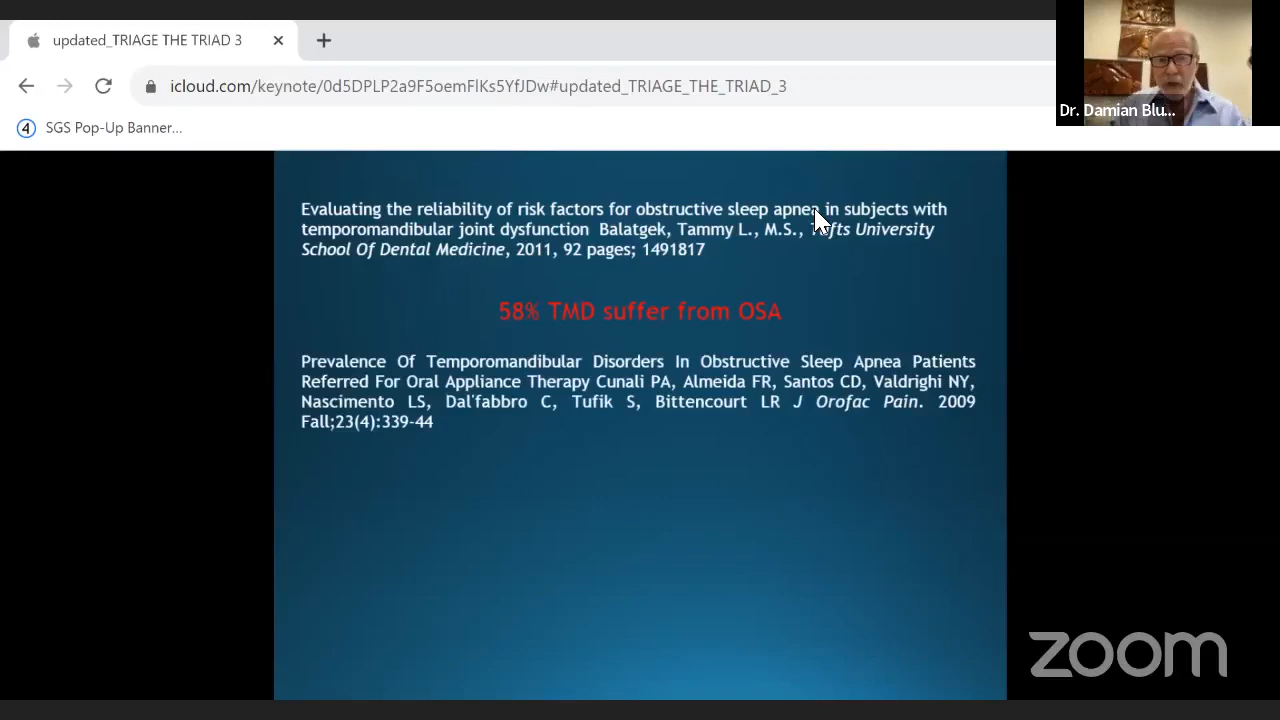 updated_TRIAGE THE TRIAD 3
icloud.com/keynote/0d5DPLP2a9F5oemFlKs5YfJDw#updated_TRIAGE_THE_TRIAD_3
4 SGS Pop-Up Banner...
Dr. Damian Blu...
Evaluating the reliability of risk factors for obstructive sleep apnea in subjects with
temporomandibular joint dysfunction Balatgek, Tammy L., M.S., Tufts University
School Of Dental Medicine, 2011, 92 pages; 1491817
58% TMD suffer from OSA
Prevalence Of Temporomandibular Disorders In Obstructive Sleep Apnea Patients
Referred For Oral Appliance Therapy Cunali PA, Almeida FR, Santos CD, Valdrighi NY,
Nascimento LS, Dal'fabbro C, Tufik S, Bittencourt LR J Orofac Pain. 2009
Fall;23(4):339-44
zoom